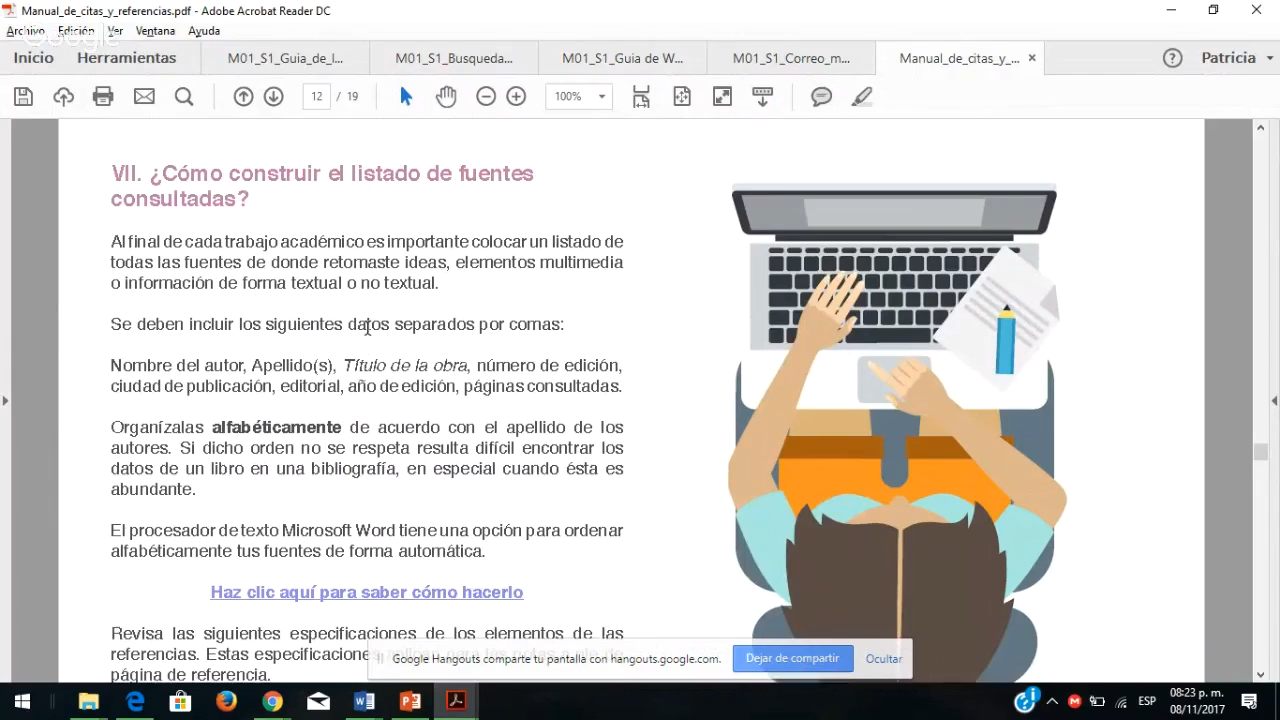 Manual_de_citas_y_referencias.pdf - Adobe Acrobat Reader DC
Google
Archivo Edición Ver Ventana Ayuda
Inicio Herramientas M01_S1_Guia_de_l... M01_S1_Busqueda... M01_S1_Guia de W... M01_S1_Correo_m... Manual_de_citas_y_... Patricia
12 / 19 100%
VII. ¿Cómo construir el listado de fuentes
consultadas?
Al final de cada trabajo académico es importante colocar un listado de
todas las fuentes de donde retomaste ideas, elementos multimedia
o información de forma textual o no textual.
Se deben incluir los siguientes datos separados por comas:
Nombre del autor, Apellido(s), Título de la obra, número de edición,
ciudad de publicación, editorial, año de edición, páginas consultadas.
Organízalas alfabéticamente de acuerdo con el apellido de los
autores. Si dicho orden no se respeta resulta difícil encontrar los
datos de un libro en una bibliografía, en especial cuando ésta es
abundante.
El procesador de texto Microsoft Word tiene una opción para ordenar
alfabéticamente tus fuentes de forma automática.
Haz clic aquí para saber cómo hacerlo
Revisa las siguientes especificaciones de los elementos de las
referencias. Estas especificaciones
página de referencia.
Google Hangouts comparte tu pantalla con hangouts.google.com. Dejar de compartir Ocultar
ESP 08:23 p. m.
08/11/2017